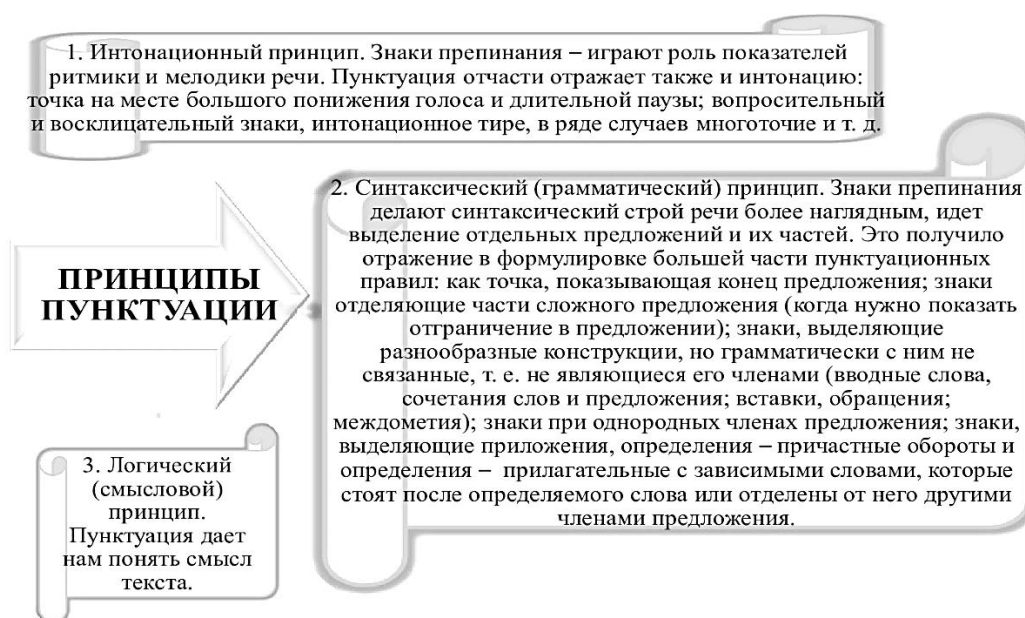 1. Интонационный принцип. Знаки препинания – играют роль показателей
ритмики и мелодики речи. Пунктуация отчасти отражает также и интонацию:
точка на месте большого понижения голоса и длительной паузы; вопросительный
и восклицательный знаки, интонационное тире, в ряде случаев многоточие и т. д.
ПРИНЦИПЫ
ПУНКТУАЦИИ
2. Синтаксический (грамматический) принцип. Знаки препинания
делают синтаксический строй речи более наглядным, идет
выделение отдельных предложений и их частей. Это получило
отражение в формулировке большей части пунктуационных
правил: как точка, показывающая конец предложения; знаки
отделяющие части сложного предложения (когда нужно показать
отграничение в предложении); знаки, выделяющие
разнообразные конструкции, но грамматически с ним не
связанные, т. е. не являющиеся его членами (вводные слова,
сочетания слов и предложения; вставки, обращения;
междометия); знаки при однородных членах предложения; знаки,
выделяющие приложения, определения – причастные обороты и
определения – прилагательные с зависимыми словами, которые
стоят после определяемого слова или отделены от него другими
членами предложения.
3. Логический
(смысловой)
принцип.
Пунктуация дает
нам понять смысл
текста.